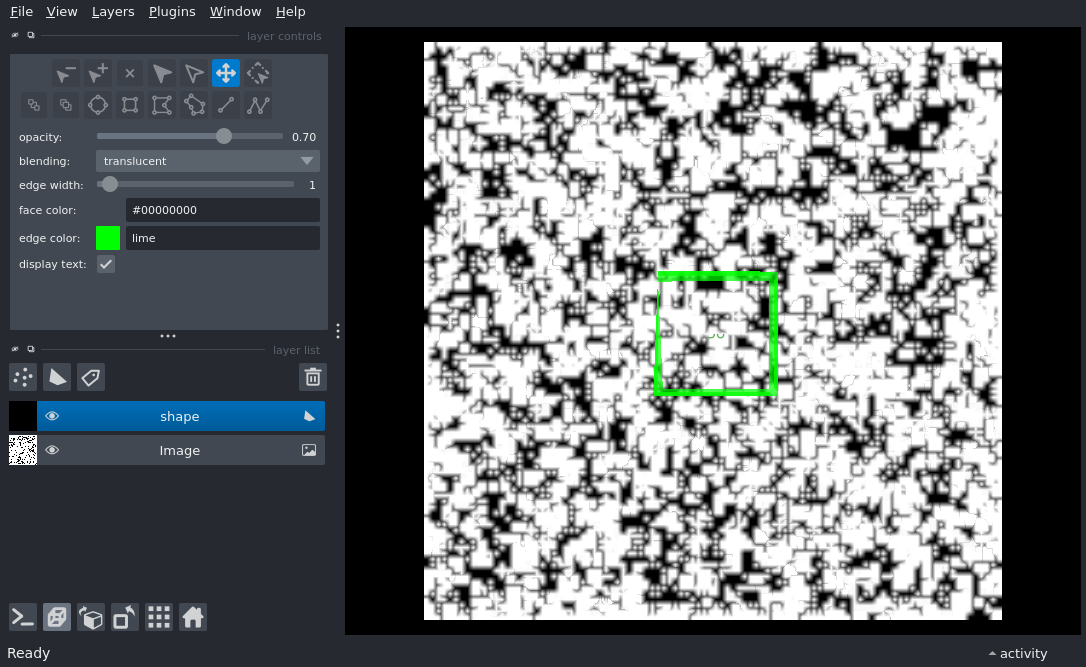 File View Layers Plugins Window Help
layer controls
opacity: 0.70
blending: translucent
edge width: 1
face color: #00000000
edge color: lime
display text:
layer list
shape
Image
Ready
activity